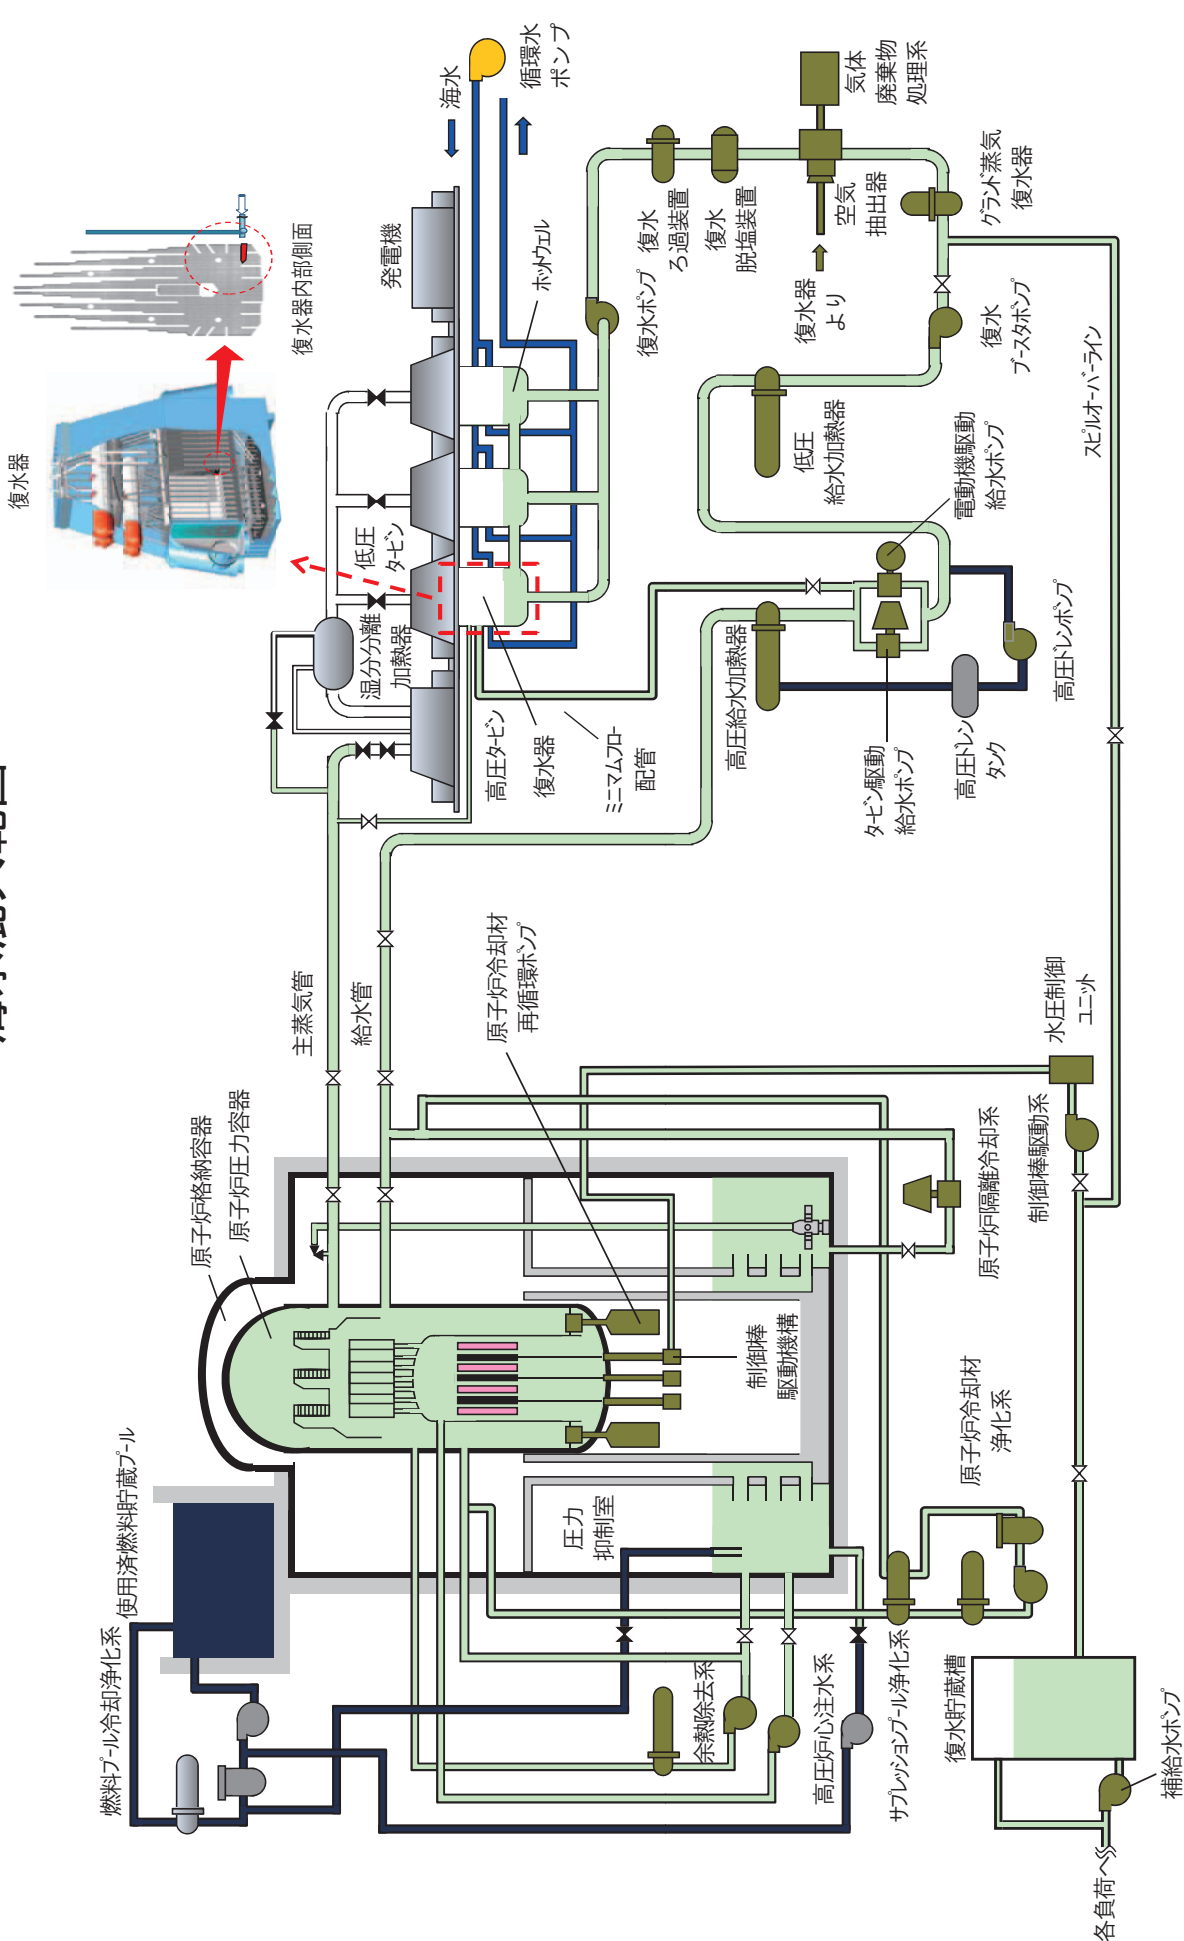 復水器
復水器内部側面
海水
循環水
ポンプ
発電機
ホットウェル
低圧
タービン
湿分分離
加熱器
高圧タービン
復水器
ミニマムフロー
配管
復水ポンプ
復水
ろ過装置
復水
脱塩装置
空気
抽出器
復水器
より
気体
廃棄物
処理系
グランド蒸気
復水器
復水
ブースタポンプ
スピルオーバーライン
低圧
給水加熱器
電動機駆動
給水ポンプ
高圧給水加熱器
タービン駆動
給水ポンプ
高圧ドレン
タンク
高圧ドレンポンプ
主蒸気管
給水管
原子炉冷却材
再循環ポンプ
原子炉格納容器
原子炉圧力容器
水圧制御
ユニット
制御棒駆動系
原子炉隔離冷却系
制御棒
駆動機構
原子炉冷却材
浄化系
圧力
抑制室
使用済燃料貯蔵プール
燃料プール冷却浄化系
余熱除去系
高圧炉心注水系
サプレッションプール浄化系
復水貯蔵槽
補給水ポンプ
各負荷へ